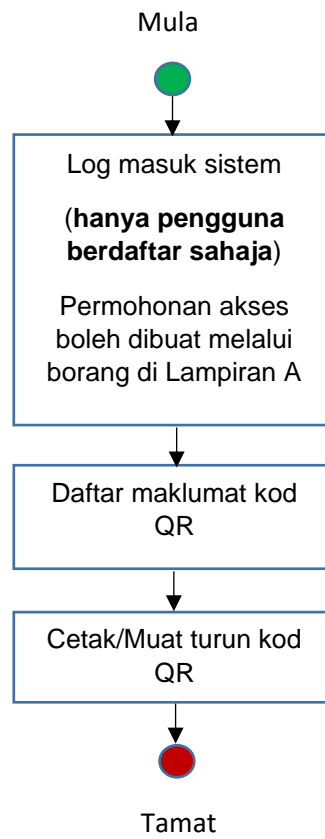 Mula
Log masuk sistem
(hanya pengguna
berdaftar sahaja)
Permohonan akses
boleh dibuat melalui
borang di Lampiran A
Daftar maklumat kod
QR
Cetak/Muat turun kod
QR
Tamat